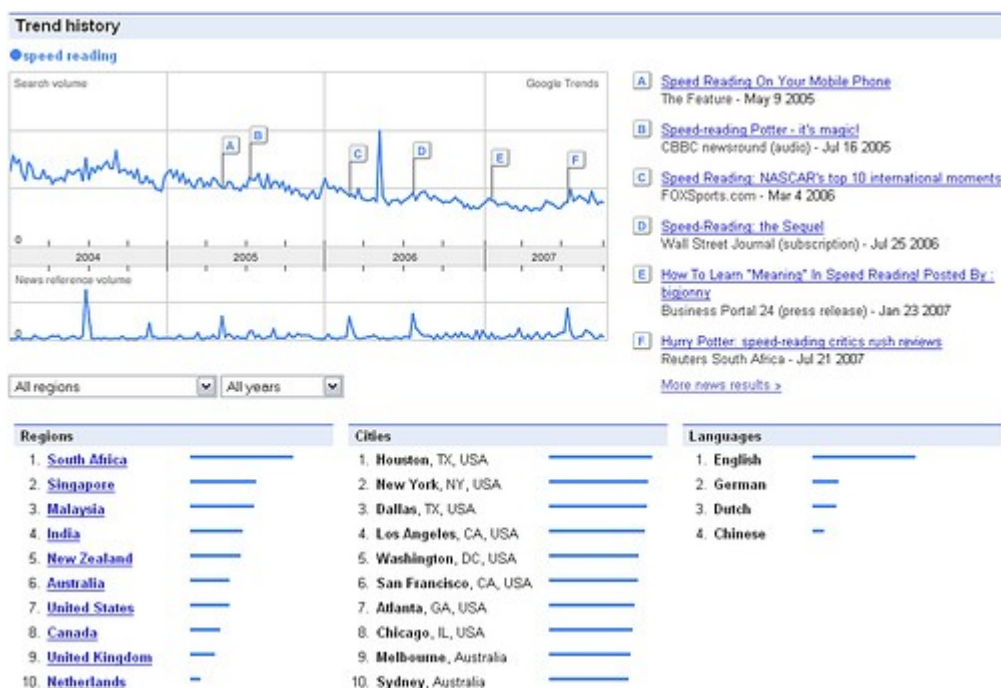 Trend history
speed reading
Search volume
Google Trends
A
B
C
D
E
F
0
2004
2005
2006
2007
News reference volume
0
A Speed Reading On Your Mobile Phone
The Feature - May 9 2005
B Speed-reading Potter - it's magic!
CBBC newsround (audio) - Jul 16 2005
C Speed Reading: NASCAR's top 10 international moments
FOXSports.com - Mar 4 2006
D Speed-Reading: the Sequel
Wall Street Journal (subscription) - Jul 25 2006
E How To Learn "Meaning" In Speed Reading! Posted By :
bigjonny
Business Portal 24 (press release) - Jan 23 2007
F Hurry Potter: speed-reading critics rush reviews
Reuters South Africa - Jul 21 2007
More news results »
All regions
All years
Regions
1. South Africa
2. Singapore
3. Malaysia
4. India
5. New Zealand
6. Australia
7. United States
8. Canada
9. United Kingdom
10. Netherlands
Cities
1. Houston, TX, USA
2. New York, NY, USA
3. Dallas, TX, USA
4. Los Angeles, CA, USA
5. Washington, DC, USA
6. San Francisco, CA, USA
7. Atlanta, GA, USA
8. Chicago, IL, USA
9. Melbourne, Australia
10. Sydney, Australia
Languages
1. English
2. German
3. Dutch
4. Chinese